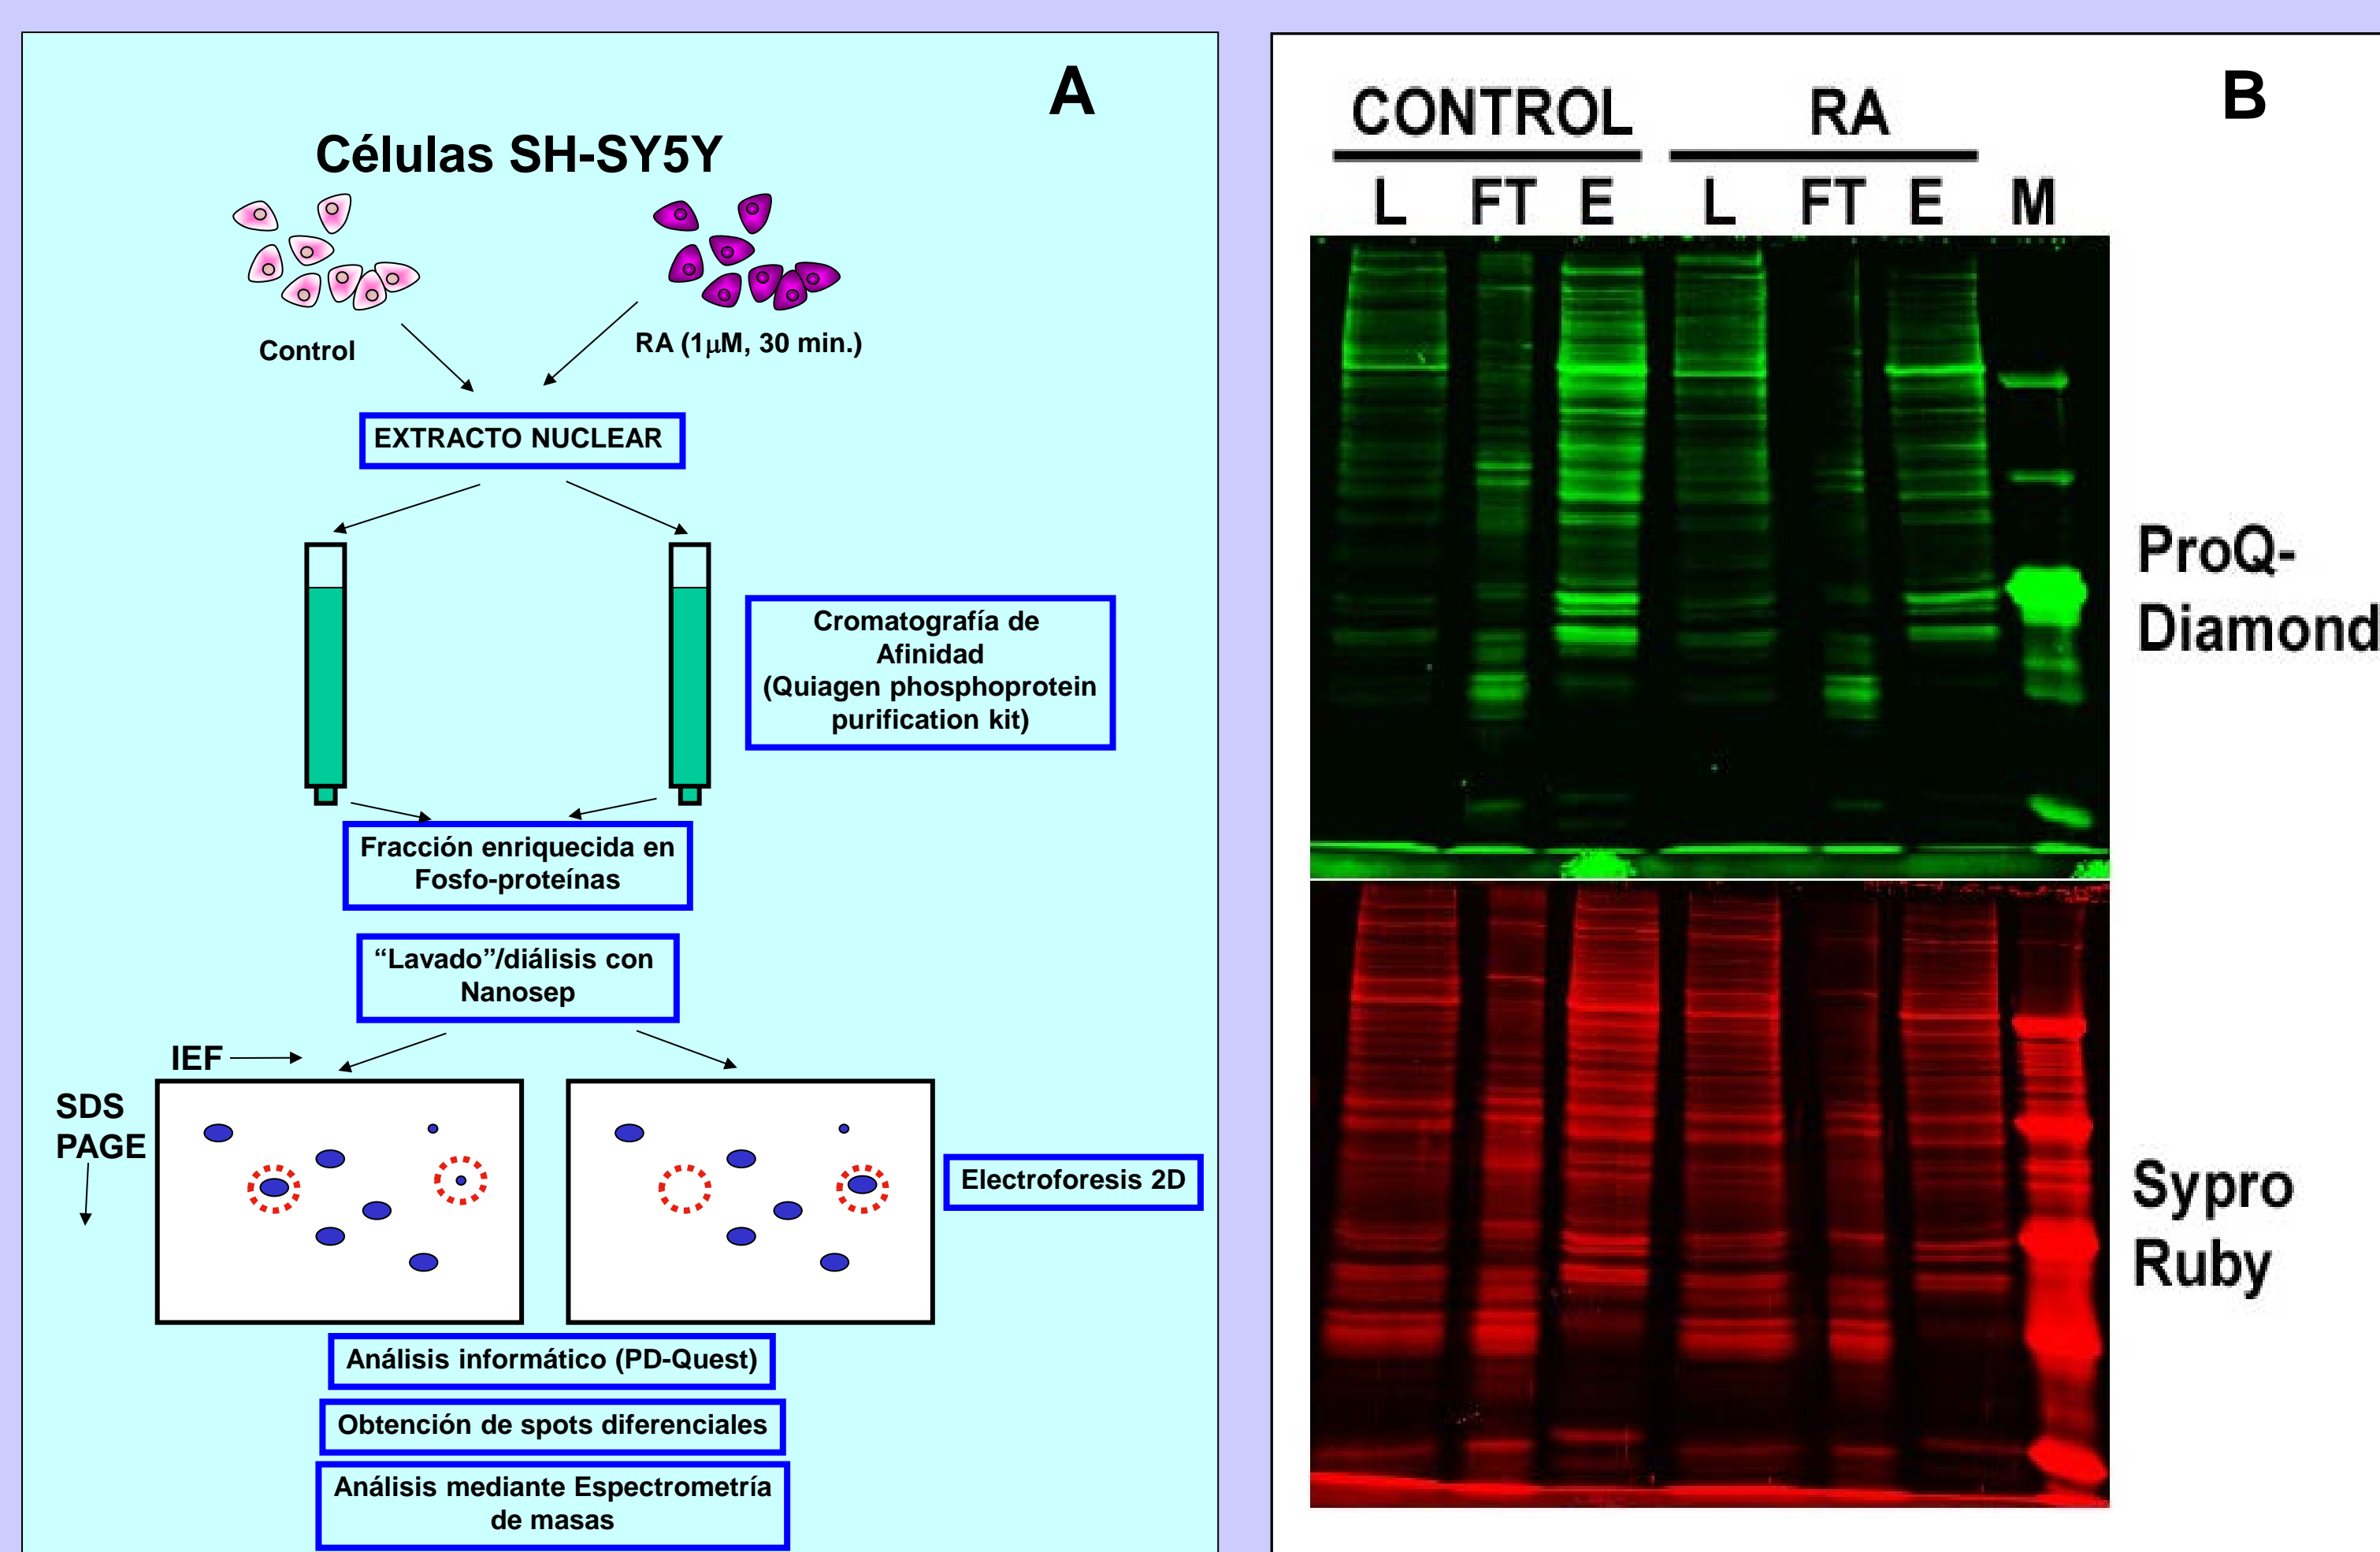 A
Células SH-SY5Y
Control
RA (1μM, 30 min.)
EXTRACTO NUCLEAR
Cromatografía de
Afinidad
(Quiagen phosphoprotein
purification kit)
Fracción enriquecida en
Fosfo-proteínas
“Lavado”/diálisis con
Nanosep
IEF
SDS
PAGE
Electroforesis 2D
Análisis informático (PD-Quest)
Obtención de spots diferenciales
Análisis mediante Espectrometría
de masas
B
CONTROL RA
L FT E L FT E M
ProQ-
Diamond
Sypro
Ruby